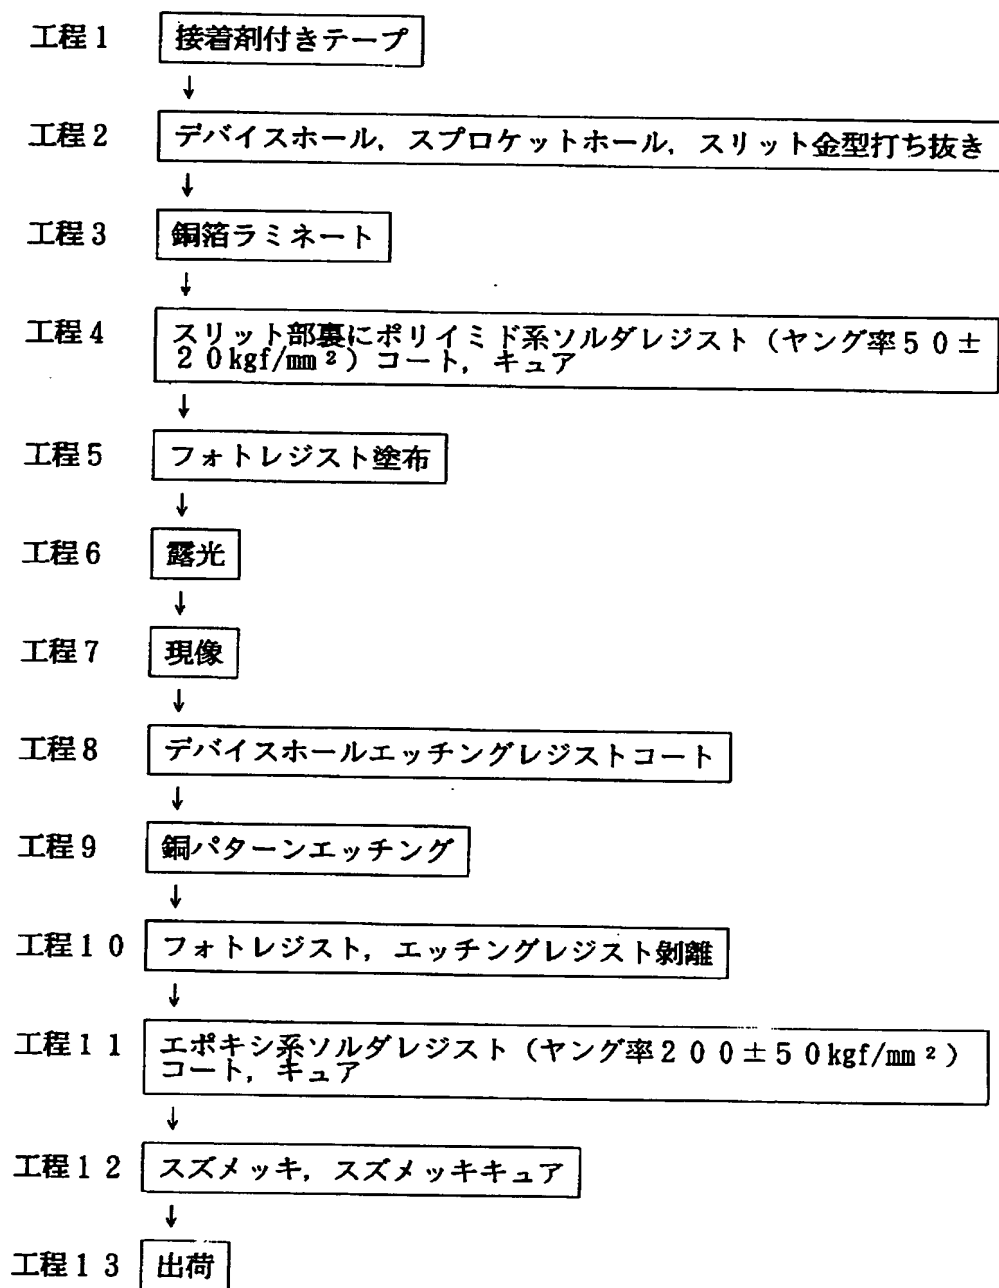 工程1 接着剤付きテープ
↓
工程2 デバイスホール，スプロケットホール，スリット金型打ち抜き
↓
工程3 銅箔ラミネート
↓
工程4 スリット部裏にポリイミド系ソルダレジスト（ヤング率50±
20kgf/mm²）コート，キュア
↓
工程5 フォトレジスト塗布
↓
工程6 露光
↓
工程7 現像
↓
工程8 デバイスホールエッチングレジストコート
↓
工程9 銅パターンエッチング
↓
工程10 フォトレジスト，エッチングレジスト剝離
↓
工程11 エポキシ系ソルダレジスト（ヤング率200±50kgf/mm²）
コート，キュア
↓
工程12 スズメッキ，スズメッキキュア
↓
工程13 出荷